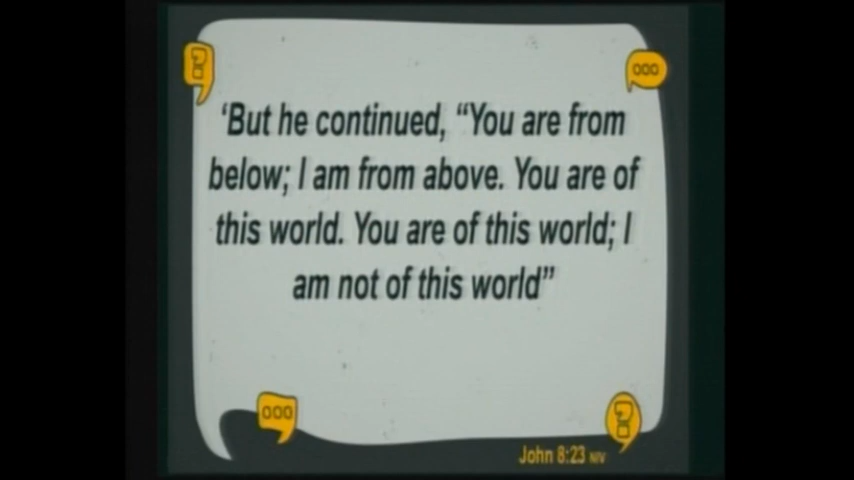 ‘But he continued, “You are from
below; I am from above. You are of
this world. You are of this world; I
am not of this world”
John 8:23 NIV